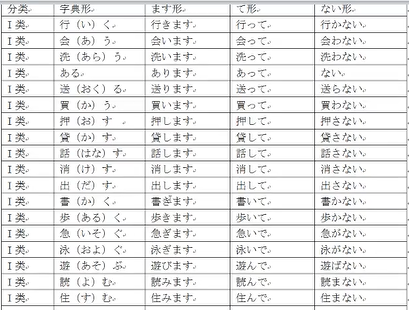 分类 字典形 ます形 て形 ない形
I类 行（い）く 行きます 行って 行かない
I类 会（あ）う 会います 会って 会わない
I类 洗（あら）う 洗います 洗って 洗わない
I类 ある あります あって ない
I类 送（おく）る 送ります 送って 送らない
I类 買（か）う 買います 買って 買わない
I类 押（お）す 押します 押して 押さない
I类 貸（か）す 貸します 貸して 貸さない
I类 話（はな）す 話します 話して 話さない
I类 消（け）す 消します 消して 消さない
I类 出（だ）す 出します 出して 出さない
I类 書（か）く 書ぎます 書いて 書かない
I类 歩（ある）く 歩きます 歩いて 歩かない
I类 急（いそ）ぐ 急ぎます 急いで 急がない
I类 泳（およ）ぐ 泳ぎます 泳いで 泳がない
I类 遊（あそ）ぶ 遊びます 遊んで 遊ばない
I类 読（よ）む 読みます 読んで 読まない
I类 住（す）む 住みます 住んで 住まない